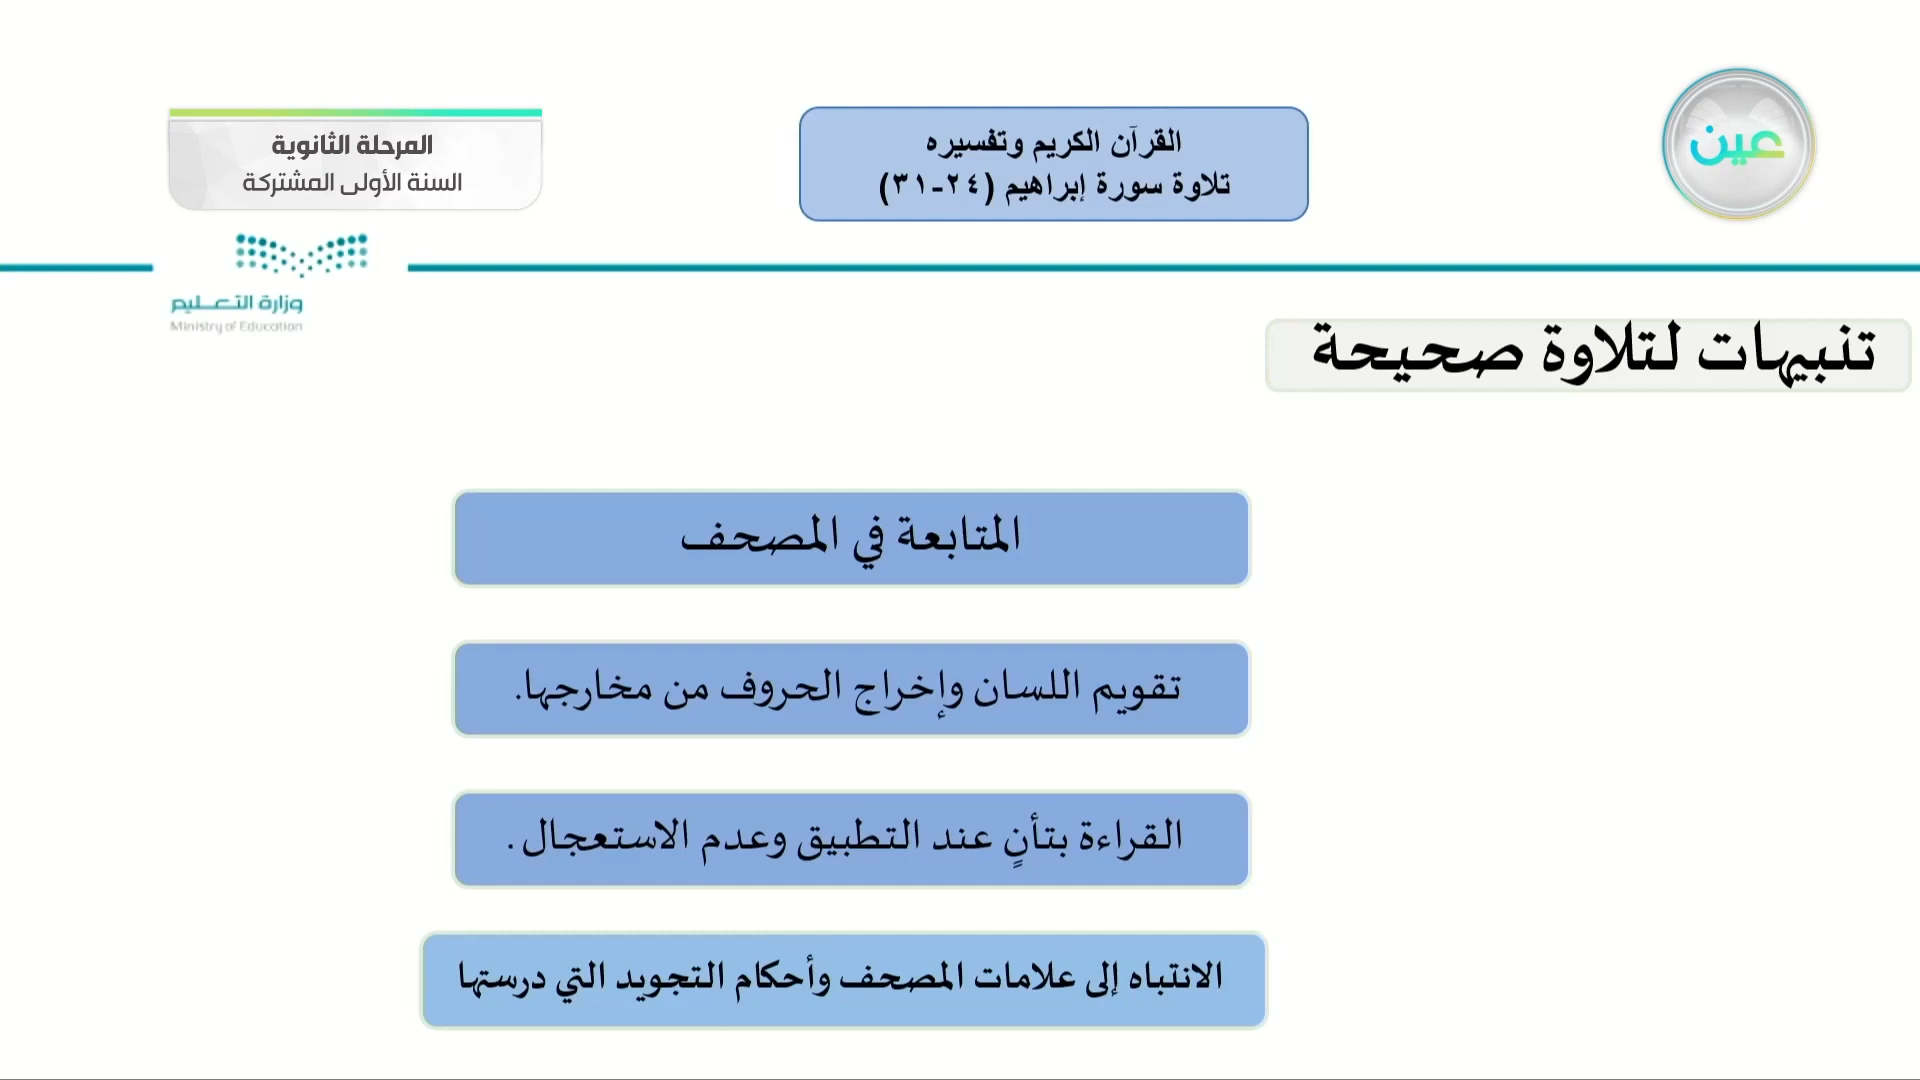 عين
القرآن الكريم وتفسيره
تلاوة سورة إبراهيم (٢٤-٣١)
المرحلة الثانوية
السنة الأولى المشتركة
وزارة التعليم
Ministry of Education
تنبيهات لتلاوة صحيحة
المتابعة في المصحف
تقويم اللسان وإخراج الحروف من مخارجها.
القراءة بتأنٍ عند التطبيق وعدم الاستعجال.
الانتباه إلى علامات المصحف وأحكام التجويد التي درستها